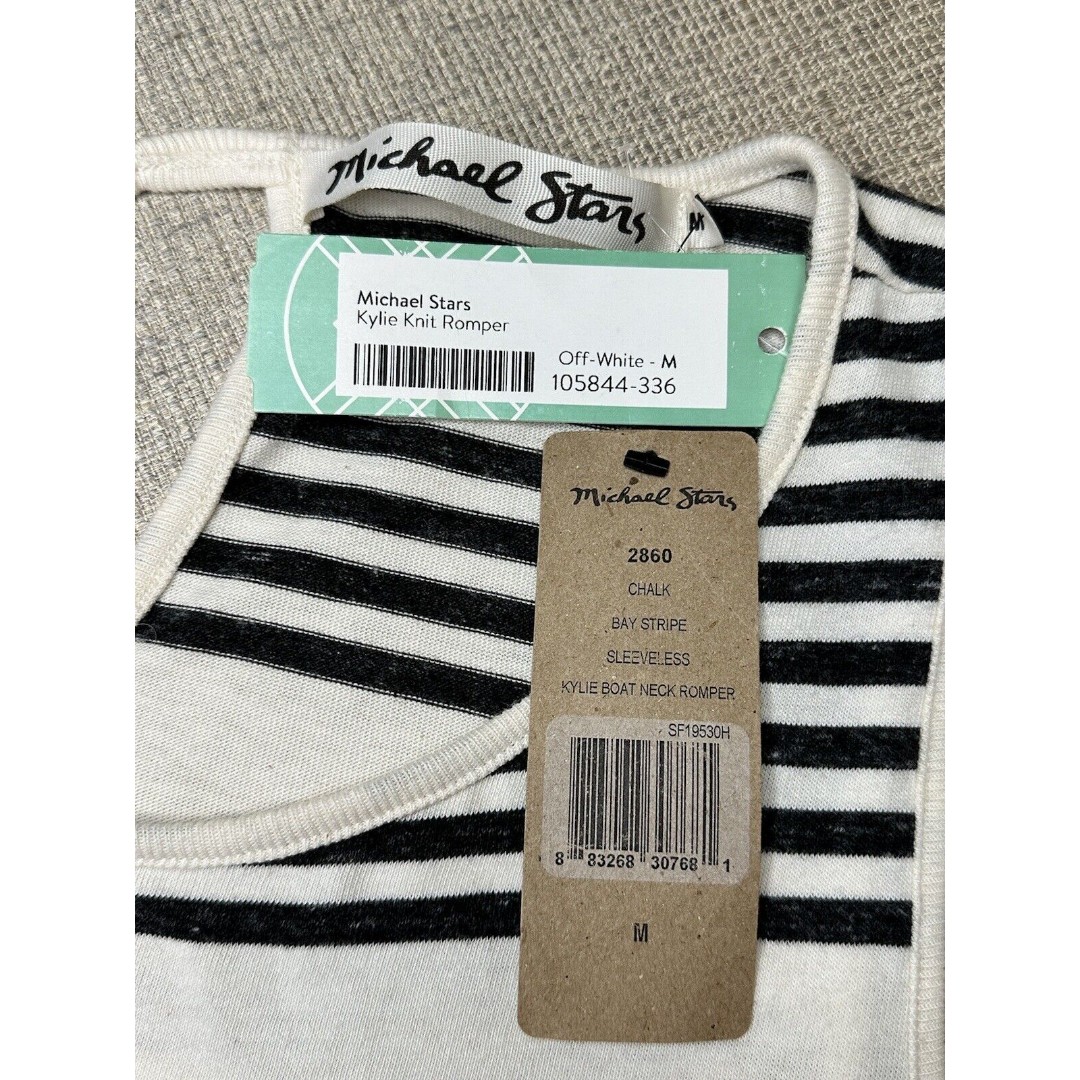 Michael Stars
M
Michael Stars
Kylie Knit Romper
Off-White - M
105844-336
Michael Stars
2860
CHALK
BAY STRIPE
SLEEVELESS
KYLIE BOAT NECK ROMPER
SF19530H
8 83268 30768 1
M